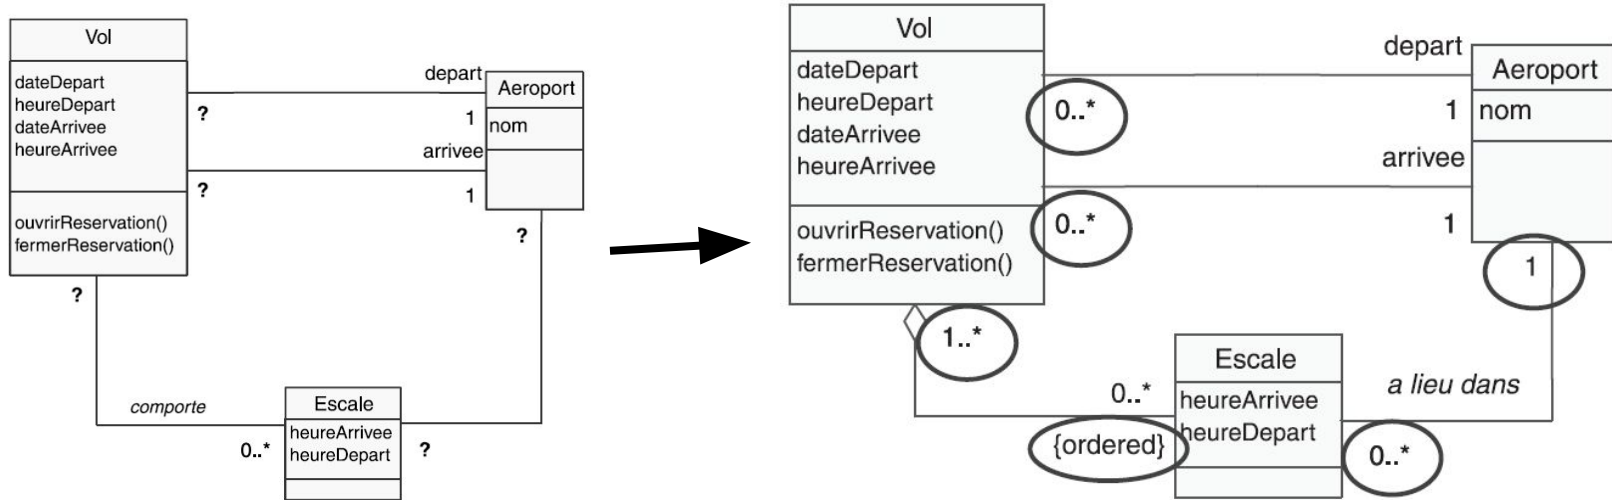 Vol
dateDepart
heureDepart
dateArrivee
heureArrivee
ouvrirReservation()
fermerReservation()
depart
?
1
arrivee
?
1
Aeroport
nom
?
?
comporte
0..*
Escale
heureArrivee
heureDepart
?
Vol
dateDepart
heureDepart
dateArrivee
heureArrivee
ouvrirReservation()
fermerReservation()
depart
0..*
1
arrivee
0..*
1
Aeroport
nom
1
1..*
0..*
{ordered}
Escale
heureArrivee
heureDepart
a lieu dans
0..*